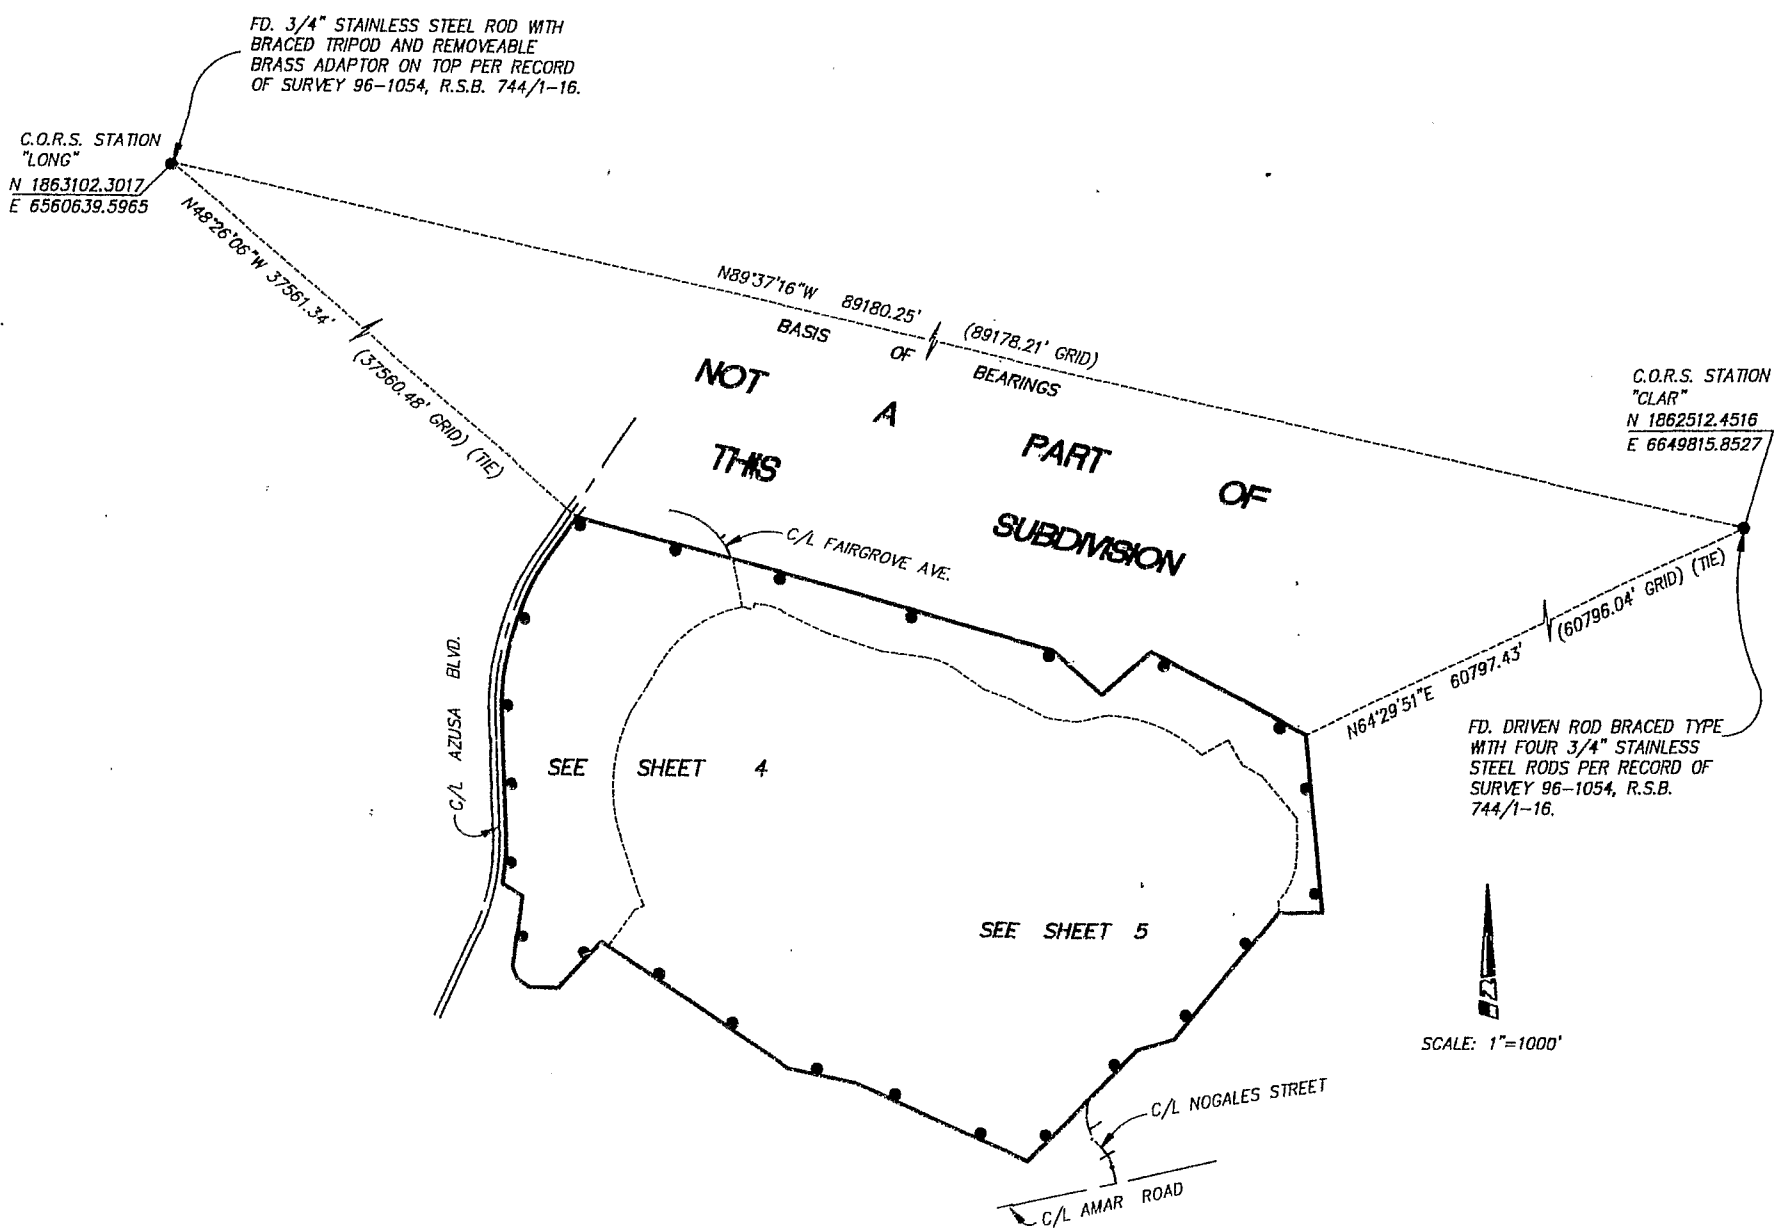 FD. 3/4" STAINLESS STEEL ROD WITH
BRACED TRIPOD AND REMOVEABLE
BRASS ADAPTOR ON TOP PER RECORD
OF SURVEY 96-1054, R.S.B. 744/1-16.
C.O.R.S. STATION
"LONG"
N 1863102.3017
E 6560639.5965
N48°26'06"W 37561.34'
(37560.48' GRID) (TIE)
N89°37'16"W 89180.25'
(89178.21' GRID)
BASIS OF BEARINGS
NOT A PART OF
THIS SUBDIVISION
C.O.R.S. STATION
"CLAR"
N 1862512.4516
E 6649815.8527
C/L FAIRGROVE AVE.
N64°29'51"E 60797.43'
(60796.04' GRID) (TIE)
C/L AZUSA BLVD.
SEE SHEET 4
FD. DRIVEN ROD BRACED TYPE
WITH FOUR 3/4" STAINLESS
STEEL RODS PER RECORD OF
SURVEY 96-1054, R.S.B.
744/1-16.
SEE SHEET 5
SCALE: 1"=1000'
C/L NOGALES STREET
C/L AMAR ROAD